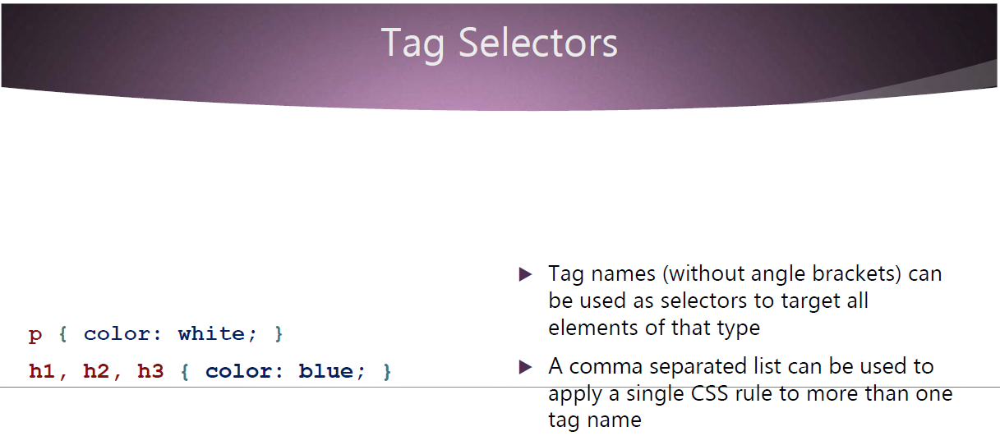 Tag Selectors
p { color: white; }
h1, h2, h3 { color: blue; }
Tag names (without angle brackets) can
be used as selectors to target all
elements of that type
A comma separated list can be used to
apply a single CSS rule to more than one
tag name